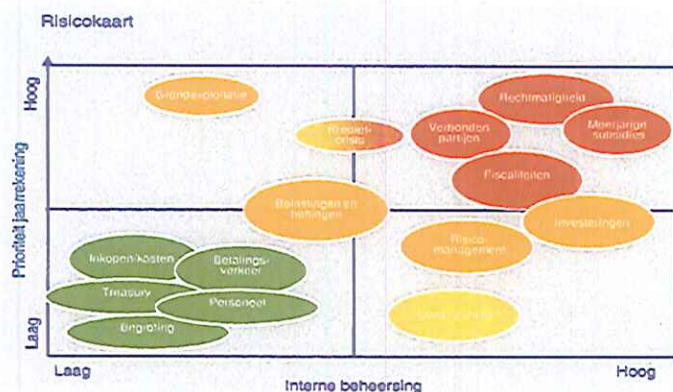 Risicokaart
Hoog
Grondexploitatie
Rechtmatigheid
Krediet-
crisis
Verbonden
partijen
Meerjarige
subsidies
Fiscaliteiten
Prioriteit jaarrekening
Belastingen en
heffingen
Investeringen
Inkopen/kosten
Betalings-
verkeer
Risico-
management
Treasury
Personeel
Begroting
Laag
Laag
Interne beheersing
Hoog